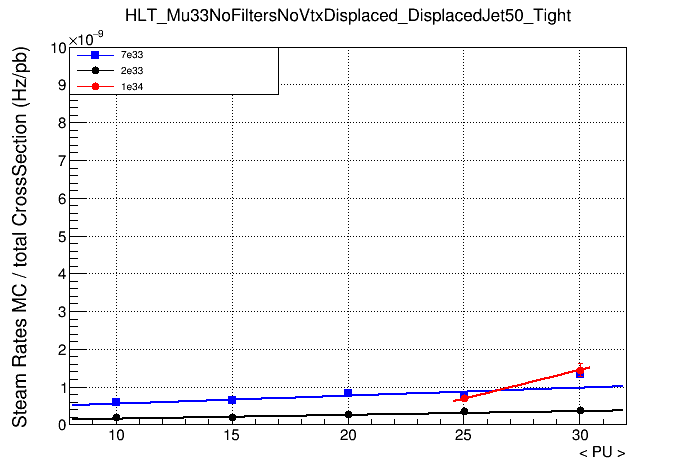 HLT_Mu33NoFiltersNoVtxDisplaced_DisplacedJet50_Tight
×10⁻⁹
Steam Rates MC / total CrossSection (Hz/pb)
7e33
2e33
1e34
10
9
8
7
6
5
4
3
2
1
0
10 15 20 25 30
< PU >